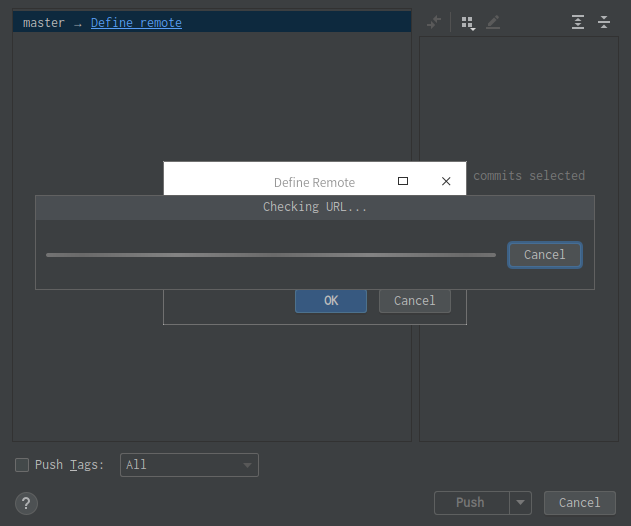 master → Define remote
commits selected
Define Remote
Checking URL...
Cancel
OK
Cancel
Push Tags:
All
?
Push
Cancel